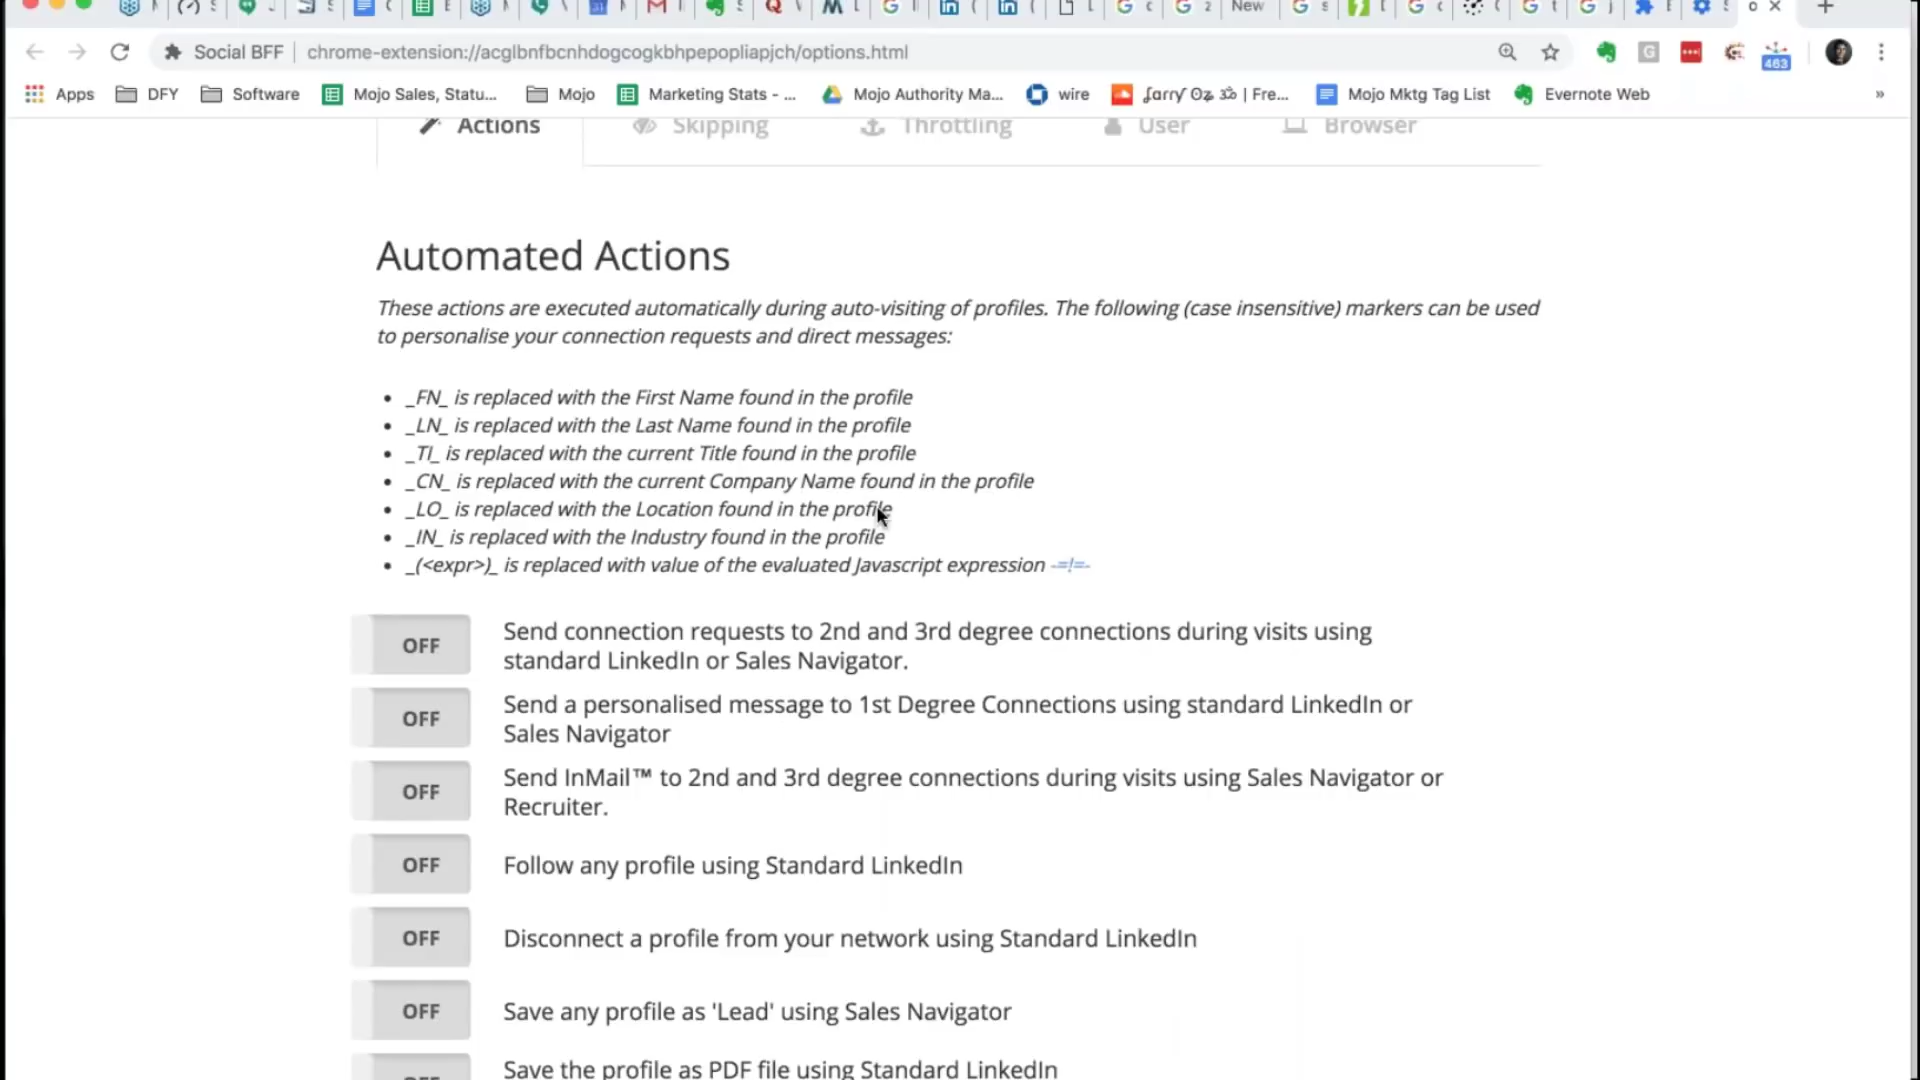 Social BFF chrome-extension://acglbnfbcnhdogcogkbhpepopliapjch/options.html
463
Apps DFY Software Mojo Sales, Statu... Mojo Marketing Stats - ... Mojo Authority Ma... wire | Fre... Mojo Mktg Tag List Evernote Web »
Actions Skipping Throttling User Browser
Automated Actions
These actions are executed automatically during auto-visiting of profiles. The following (case insensitive) markers can be used
to personalise your connection requests and direct messages:
• _FN_ is replaced with the First Name found in the profile
• _LN_ is replaced with the Last Name found in the profile
• _TI_ is replaced with the current Title found in the profile
• _CN_ is replaced with the current Company Name found in the profile
• _LO_ is replaced with the Location found in the profile
• _IN_ is replaced with the Industry found in the profile
• _(<expr>)_ is replaced with value of the evaluated Javascript expression -=!=-
OFF Send connection requests to 2nd and 3rd degree connections during visits using
standard LinkedIn or Sales Navigator.
OFF Send a personalised message to 1st Degree Connections using standard LinkedIn or
Sales Navigator
OFF Send InMail™ to 2nd and 3rd degree connections during visits using Sales Navigator or
Recruiter.
OFF Follow any profile using Standard LinkedIn
OFF Disconnect a profile from your network using Standard LinkedIn
OFF Save any profile as 'Lead' using Sales Navigator
OFF Save the profile as PDF file using Standard LinkedIn